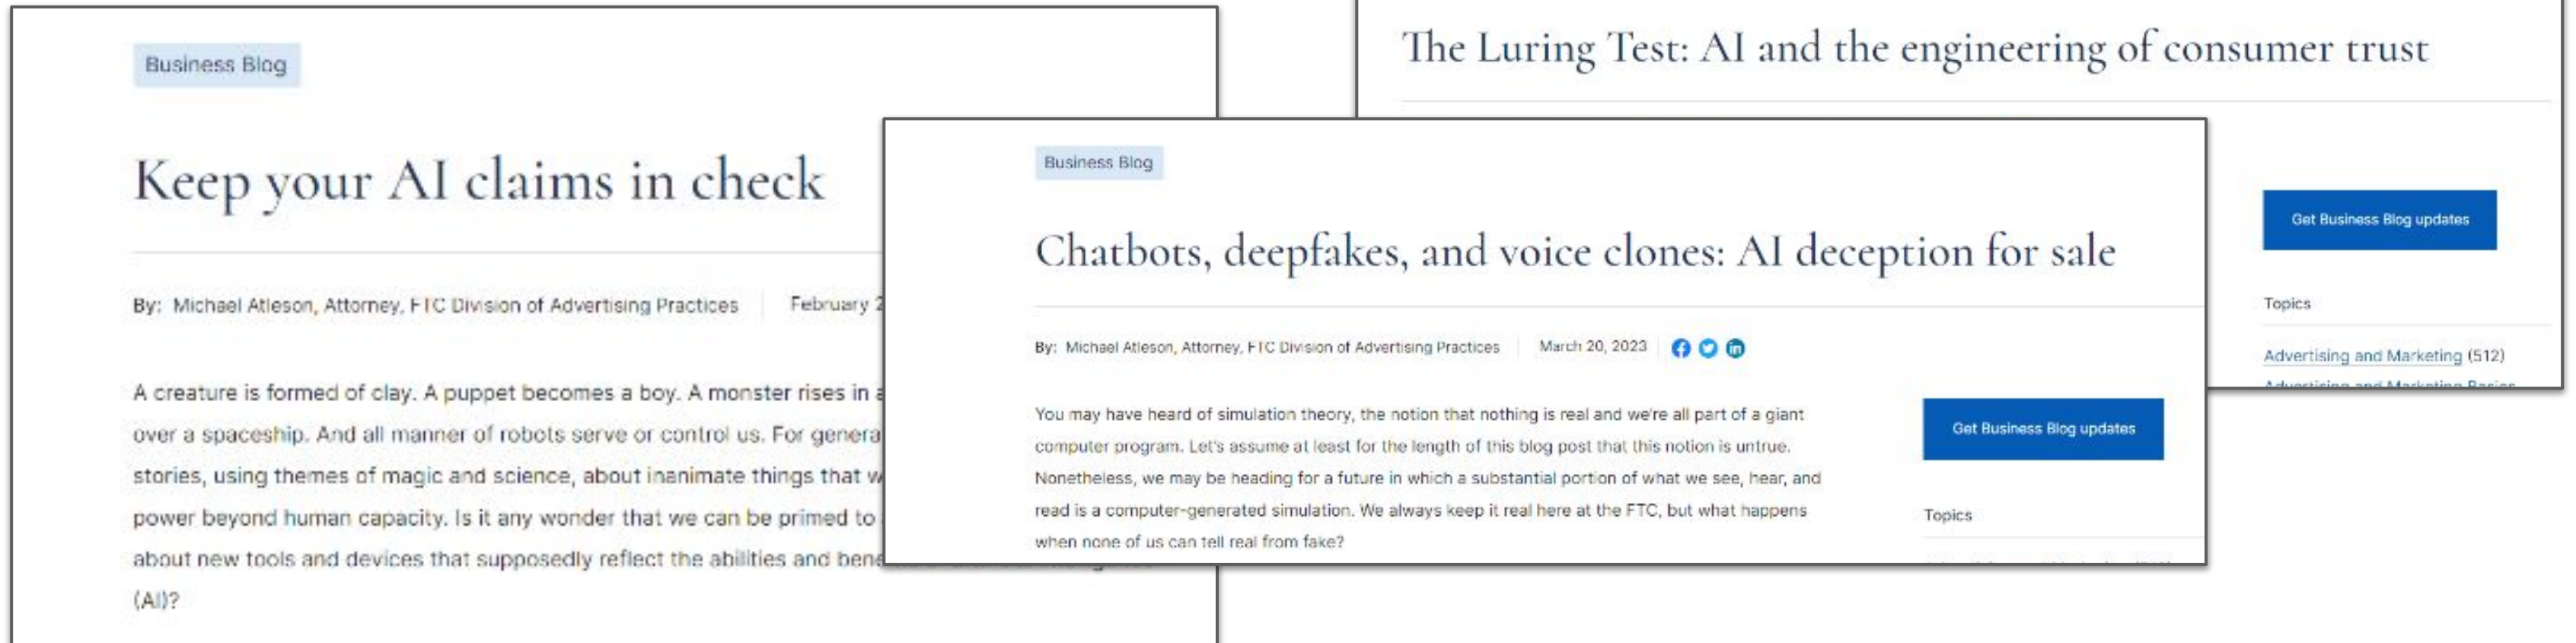 Business Blog
Keep your AI claims in check
By: Michael Atleson, Attorney, FTC Division of Advertising Practices
February 2
A creature is formed of clay. A puppet becomes a boy. A monster rises in a
over a spaceship. And all manner of robots serve or control us. For genera
stories, using themes of magic and science, about inanimate things that w
power beyond human capacity. Is it any wonder that we can be primed to
about new tools and devices that supposedly reflect the abilities and bene
(AI)?
Business Blog
Chatbots, deepfakes, and voice clones: AI deception for sale
By: Michael Atleson, Attorney, FTC Division of Advertising Practices
March 20, 2023
You may have heard of simulation theory, the notion that nothing is real and we're all part of a giant
computer program. Let's assume at least for the length of this blog post that this notion is untrue.
Nonetheless, we may be heading for a future in which a substantial portion of what we see, hear, and
read is a computer-generated simulation. We always keep it real here at the FTC, but what happens
when none of us can tell real from fake?
Get Business Blog updates
Topics
The Luring Test: AI and the engineering of consumer trust
Get Business Blog updates
Topics
Advertising and Marketing (512)
Advertising and Marketing Basics